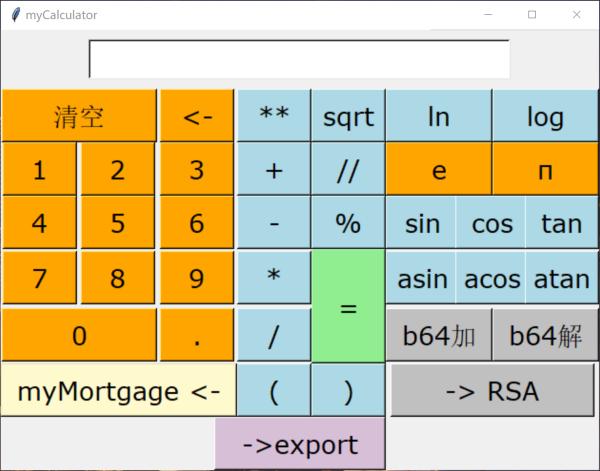 myCalculator
清空 <- ** sqrt ln log
1 2 3 + // e п
4 5 6 - % sin cos tan
7 8 9 * = asin acos atan
0 . / b64加 b64解
myMortgage <- ( ) -> RSA
->export